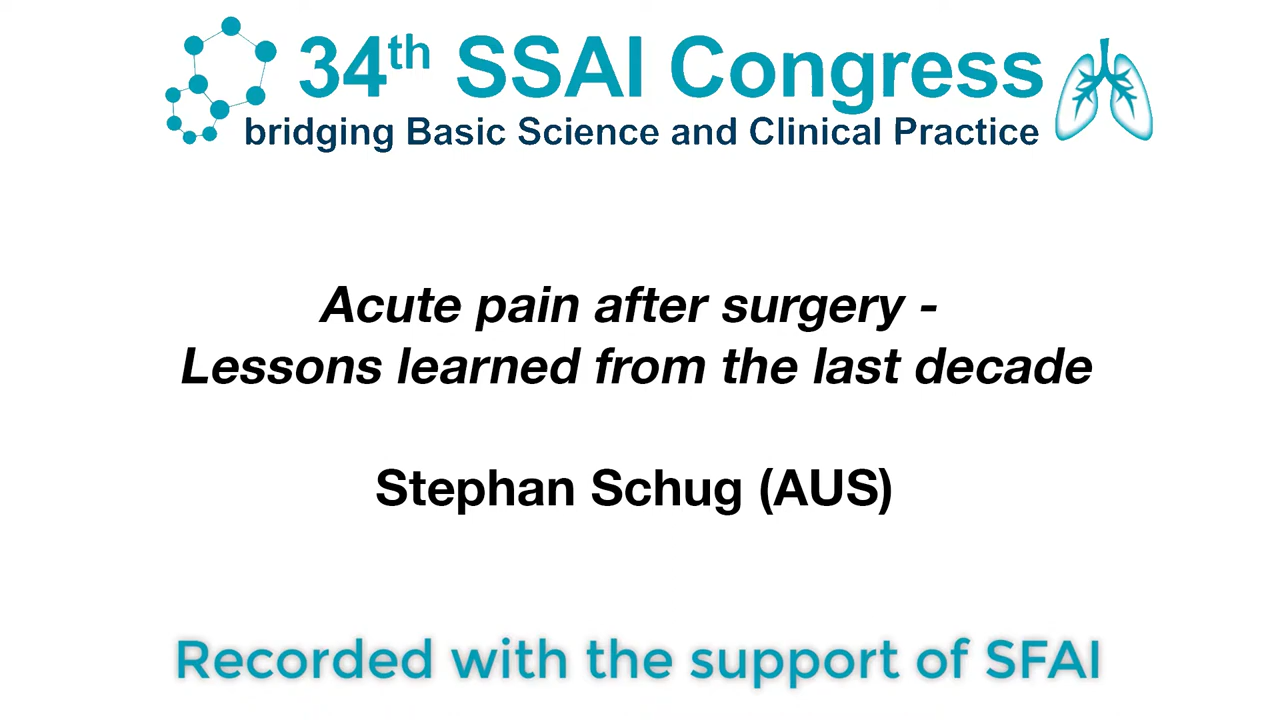 34th SSAI Congress
bridging Basic Science and Clinical Practice
Acute pain after surgery -
Lessons learned from the last decade
Stephan Schug (AUS)
Recorded with the support of SFAI